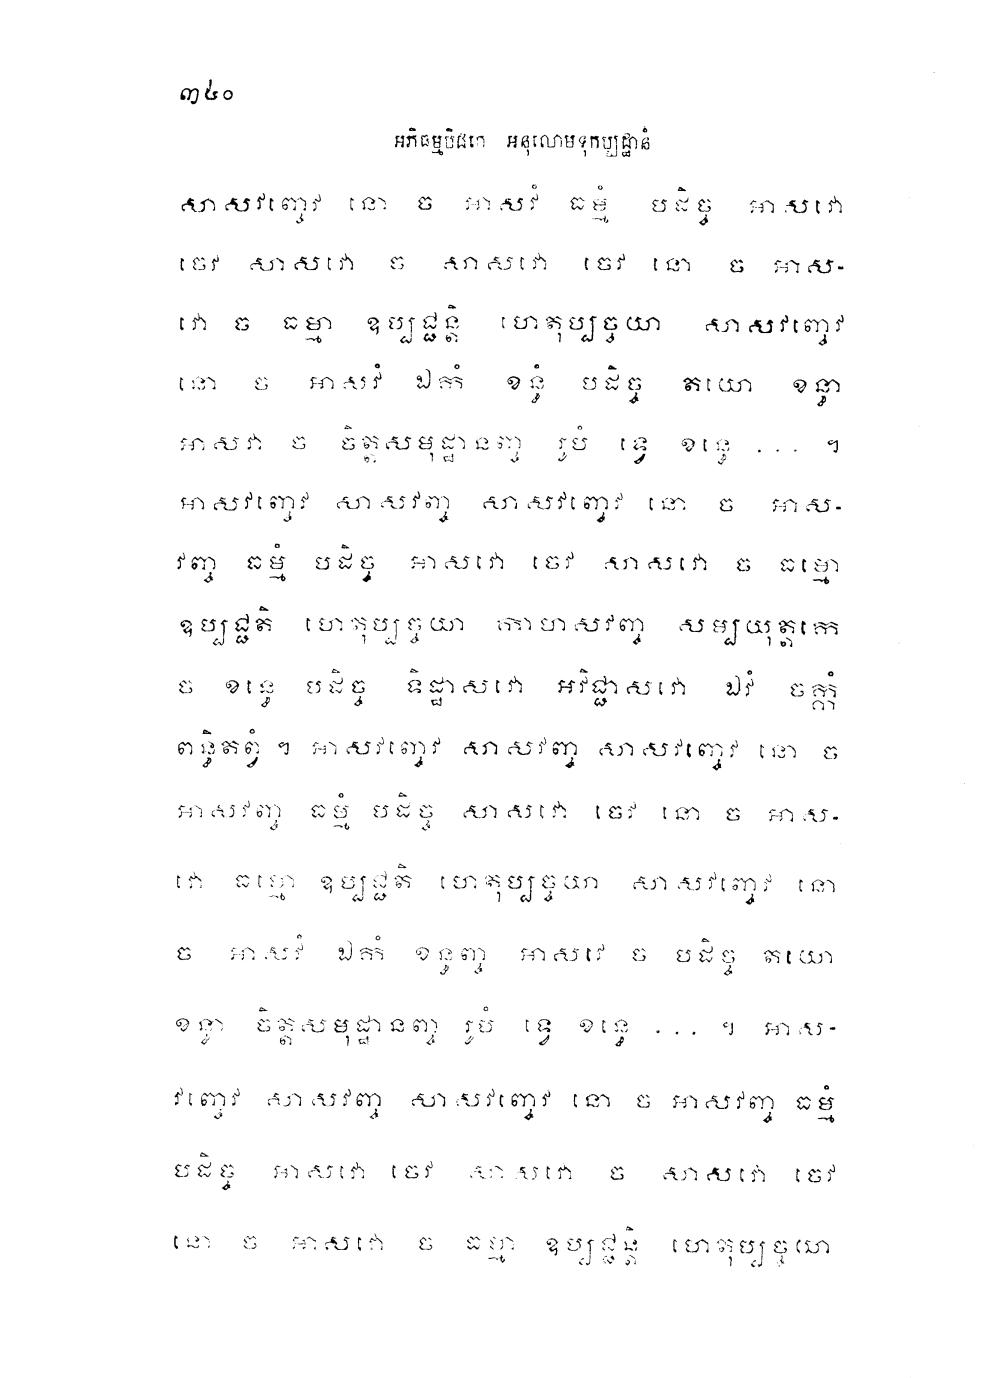 ៣៤០
អភិធម្មបិដកេ អនុលោមទុកប្បដ្ឋានំ
សាសវញ្ចេវ នោ ច អាសវំ ធម្មំ បដិច្ច អាសវោ
ចេវ សាសវោ ច សាសវោ ចេវ នោ ច អាស-
វោ ច ធម្មា ឧប្បជ្ជន្តិ ហេតុប្បច្ចយា សាសវញ្ចេវ
នោ ច អាសវំ ឯកំ ខន្ធំ បដិច្ច តយោ ខន្ធា
អាសវា ច ចិត្តសមុដ្ឋានញ្ច រូបំ ទ្វេ ខន្ធេ ... ។
អាសវញ្ចេវ សាសវញ្ច សាសវញ្ចេវ នោ ច អាស-
វញ្ច ធម្មំ បដិច្ច អាសវោ ចេវ សាសវោ ច ធម្មោ
ឧប្បជ្ជតិ ហេតុប្បច្ចយា កាមាសវញ្ច សម្បយុត្តកេ
ច ខន្ធេ បដិច្ច ទិដ្ឋាសវោ អវិជ្ជាសវោ ឯវំ ចក្កំ
ពន្ធិតព្វំ ។ អាសវញ្ចេវ សាសវញ្ច សាសវញ្ចេវ នោ ច
អាសវញ្ច ធម្មំ បដិច្ច សាសវោ ចេវ នោ ច អាស-
វោ ធម្មោ ឧប្បជ្ជតិ ហេតុប្បច្ចយា សាសវញ្ចេវ នោ
ច អាសវំ ឯកំ ខន្ធញ្ច អាសវេ ច បដិច្ច តយោ
ខន្ធា ចិត្តសមុដ្ឋានញ្ច រូបំ ទ្វេ ខន្ធេ ... ។ អាស-
វញ្ចេវ សាសវញ្ច សាសវញ្ចេវ នោ ច អាសវញ្ច ធម្មំ
បដិច្ច អាសវោ ចេវ សាសវោ ច សាសវោ ចេវ
នោ ច អាសវោ ច ធម្មា ឧប្បជ្ជន្តិ ហេតុប្បច្ចយា